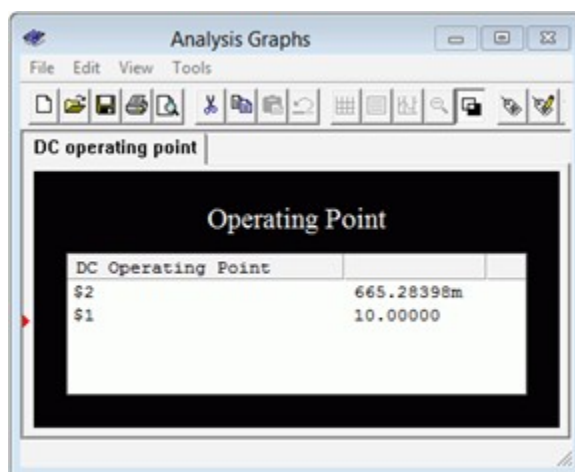 Analysis Graphs
File Edit View Tools
DC operating point
Operating Point
DC Operating Point
$2 665.28398m
$1 10.00000